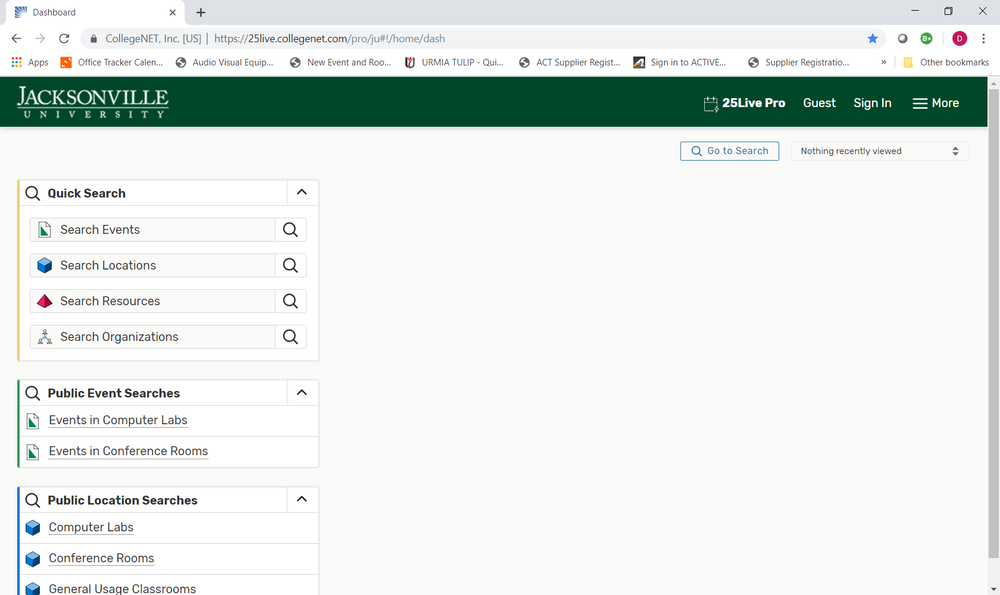 Dashboard
CollegeNET, Inc. [US] | https://25live.collegenet.com/pro/ju#!/home/dash
B+
D
Apps Office Tracker Calen... Audio Visual Equip... New Event and Roo... URMIA TULIP - Qui... ACT Supplier Regist... Sign in to ACTIVE... Supplier Registratio... » Other bookmarks
JACKSONVILLE
UNIVERSITY
25Live Pro Guest Sign In More
Go to Search Nothing recently viewed
Quick Search
Search Events
Search Locations
Search Resources
Search Organizations
Public Event Searches
Events in Computer Labs
Events in Conference Rooms
Public Location Searches
Computer Labs
Conference Rooms
General Usage Classrooms